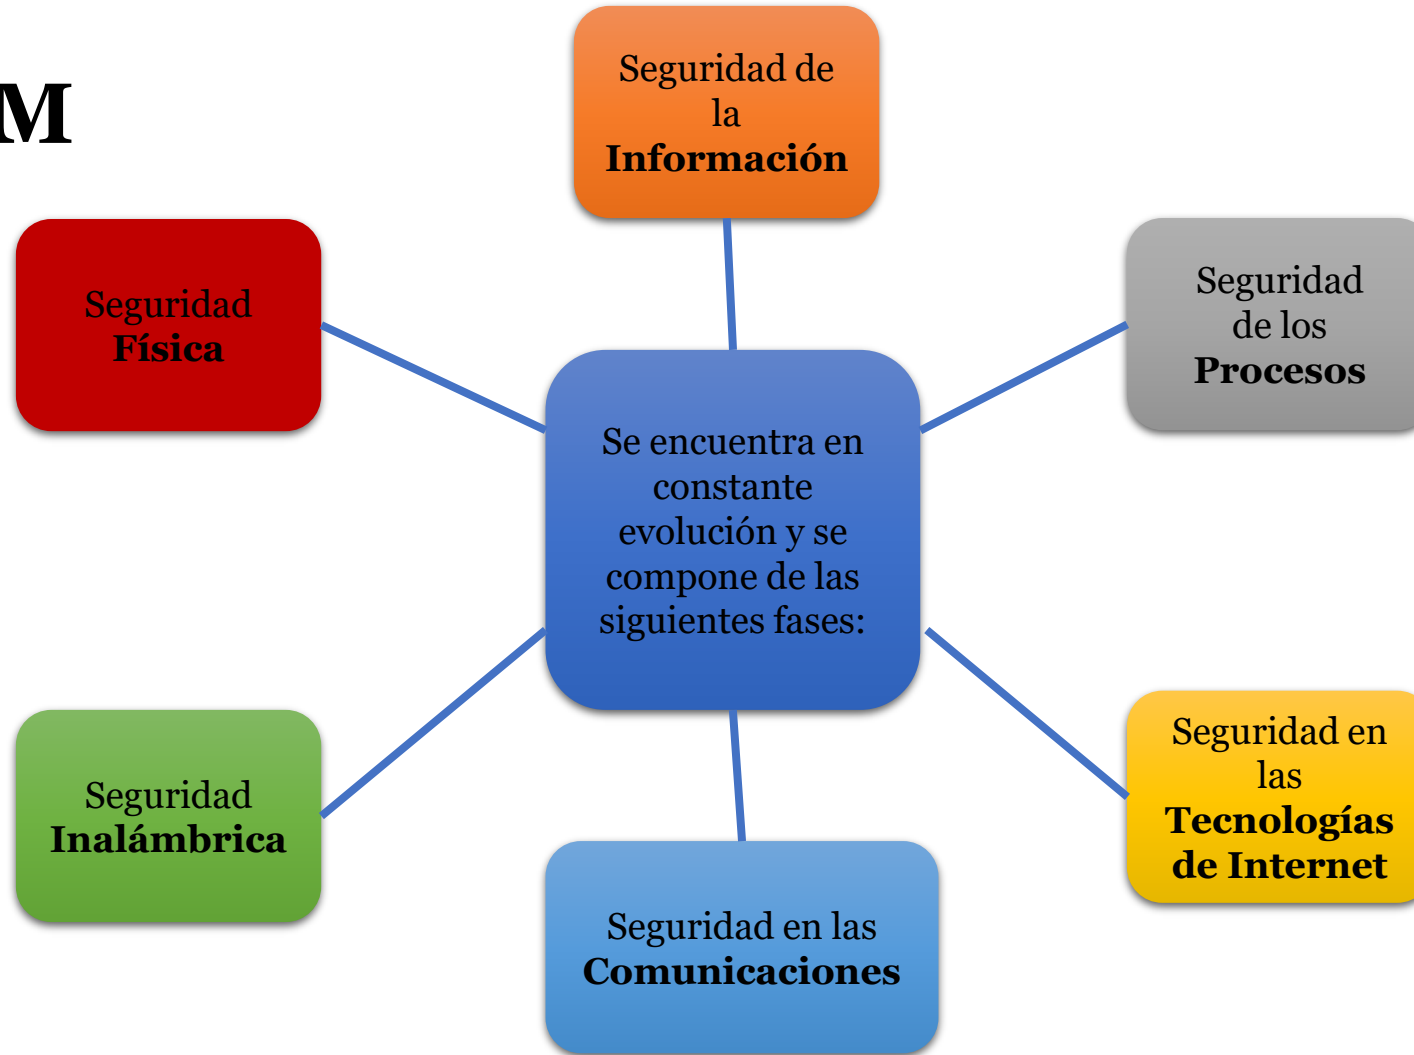 M
Seguridad de
la
Información
Seguridad
Física
Seguridad
de los
Procesos
Se encuentra en
constante
evolución y se
compone de las
siguientes fases:
Seguridad
Inalámbrica
Seguridad en
las
Tecnologías
de Internet
Seguridad en las
Comunicaciones